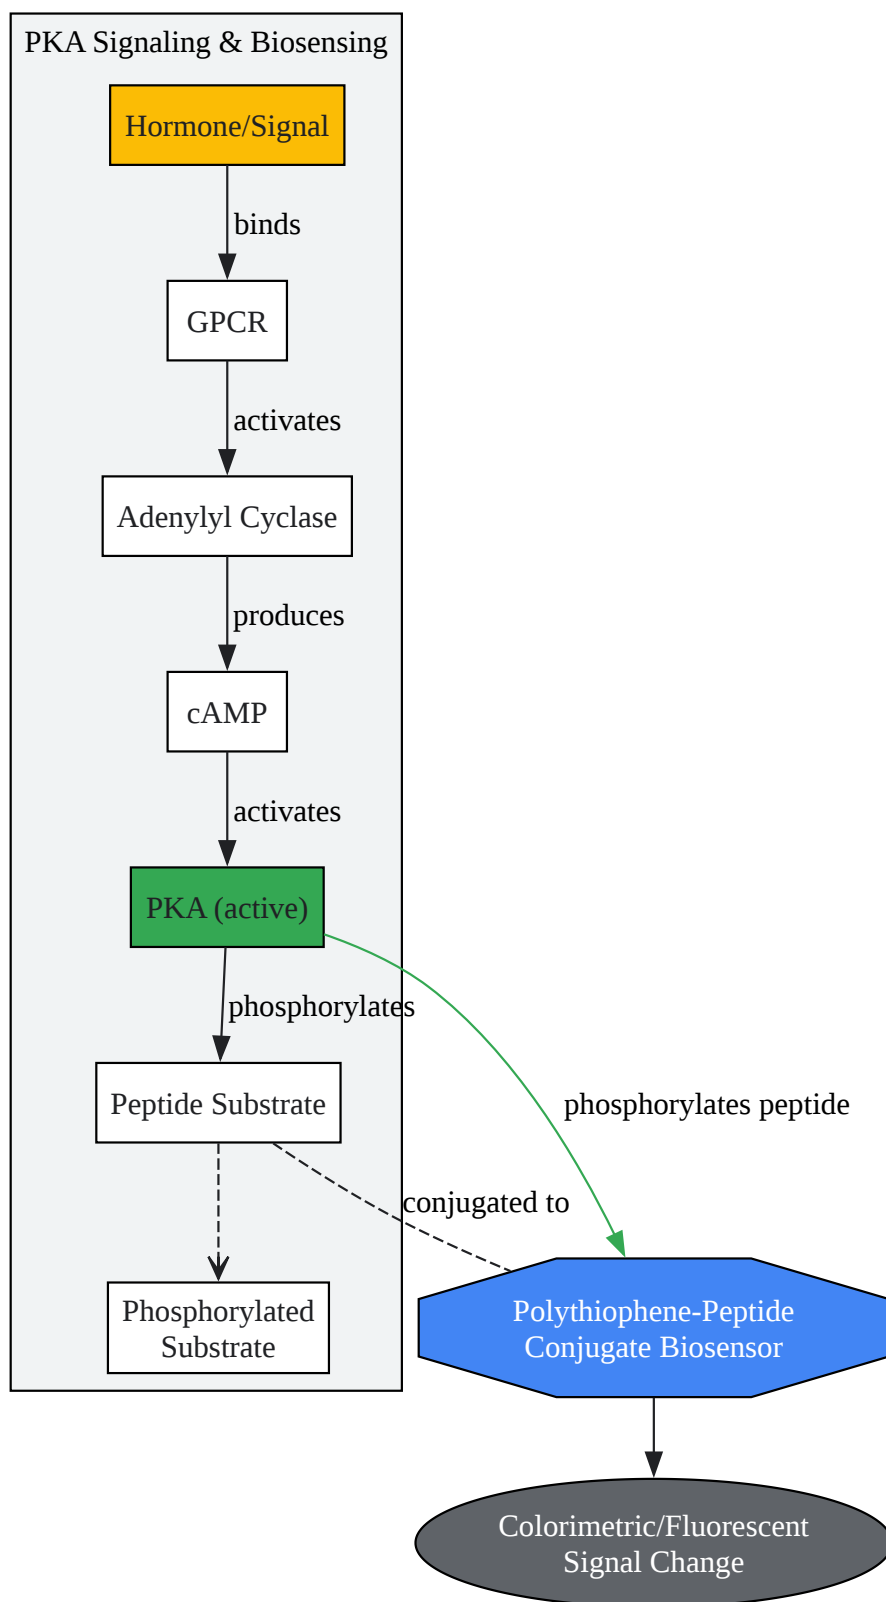 PKA Signaling & Biosensing
Hormone/Signal
binds
GPCR
activates
Adenylyl Cyclase
produces
cAMP
activates
PKA (active)
phosphorylates
Peptide Substrate
phosphorylates peptide
conjugated to
Phosphorylated
Substrate
Polythiophene-Peptide
Conjugate Biosensor
Colorimetric/Fluorescent
Signal Change